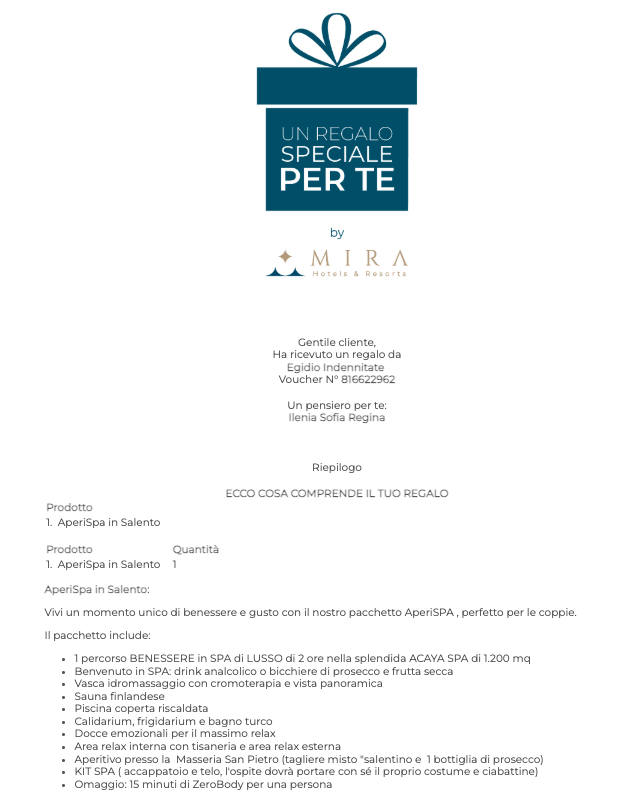 UN REGALO
SPECIALE
PER TE
by
MIRA
Hotels & Resorts
Gentile cliente,
Ha ricevuto un regalo da
Egidio Indennitate
Voucher N° 816622962
Un pensiero per te:
Ilenia Sofia Regina
Riepilogo
ECCO COSA COMPRENDE IL TUO REGALO
Prodotto
1. AperiSpa in Salento
Prodotto Quantità
1. AperiSpa in Salento 1
AperiSpa in Salento:
Vivi un momento unico di benessere e gusto con il nostro pacchetto AperiSPA , perfetto per le coppie.
Il pacchetto include:
• 1 percorso BENESSERE in SPA di LUSSO di 2 ore nella splendida ACAYA SPA di 1.200 mq
• Benvenuto in SPA: drink analcolico o bicchiere di prosecco e frutta secca
• Vasca idromassaggio con cromoterapia e vista panoramica
• Sauna finlandese
• Piscina coperta riscaldata
• Calidarium, frigidarium e bagno turco
• Docce emozionali per il massimo relax
• Area relax interna con tisaneria e area relax esterna
• Aperitivo presso la Masseria San Pietro (tagliere misto "salentino e 1 bottiglia di prosecco)
• KIT SPA ( accappatoio e telo, l'ospite dovrà portare con sé il proprio costume e ciabattine)
• Omaggio: 15 minuti di ZeroBody per una persona